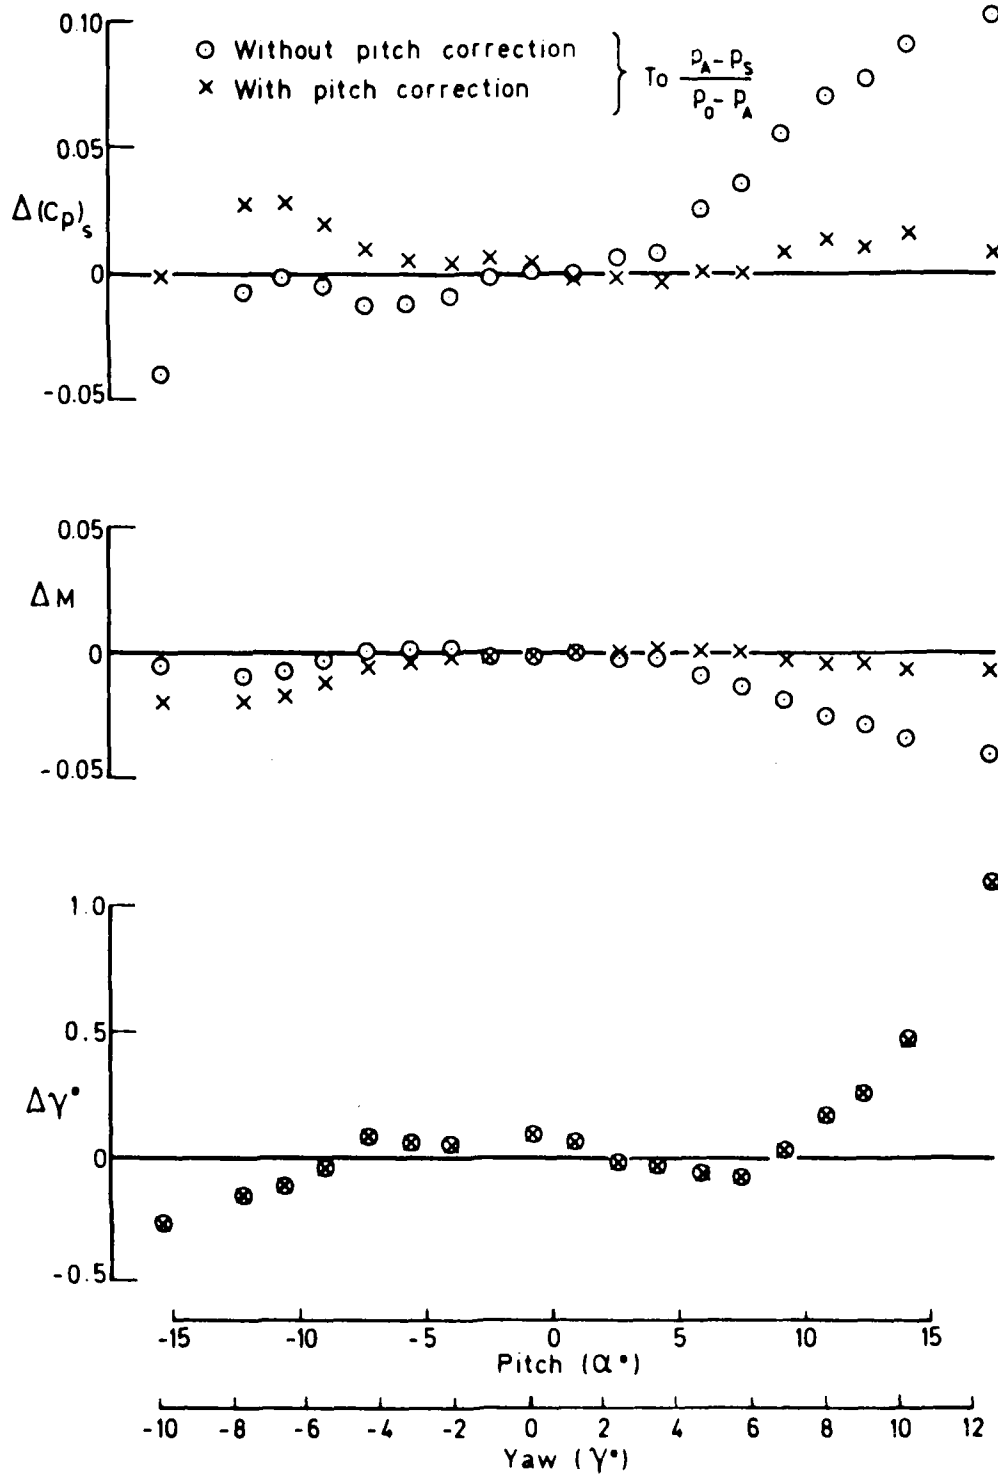 0.10
⊙ Without pitch correction
× With pitch correction
} To (P_A - P_S) / (P_O - P_A)
0.05
Δ(Cp)_s
0
-0.05
0.05
ΔM
0
-0.05
1.0
0.5
Δγ°
0
-0.5
-15 -10 -5 0 5 10 15
Pitch (α°)
-10 -8 -6 -4 -2 0 2 4 6 8 10 12
Yaw (γ°)